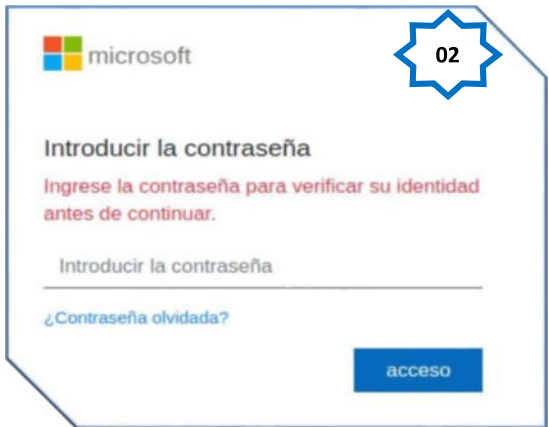 microsoft
02
Introducir la contraseña
Ingrese la contraseña para verificar su identidad
antes de continuar.
Introducir la contraseña
¿Contraseña olvidada?
acceso